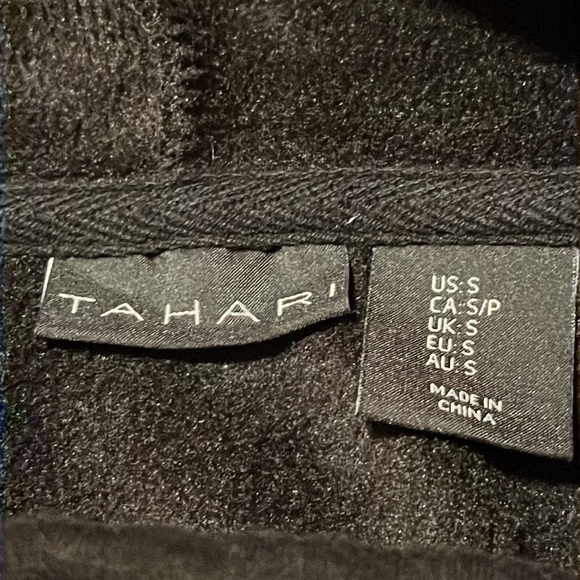 TAHARI
US: S
CA: S/P
UK: S
EU: S
AU: S
MADE IN
CHINA